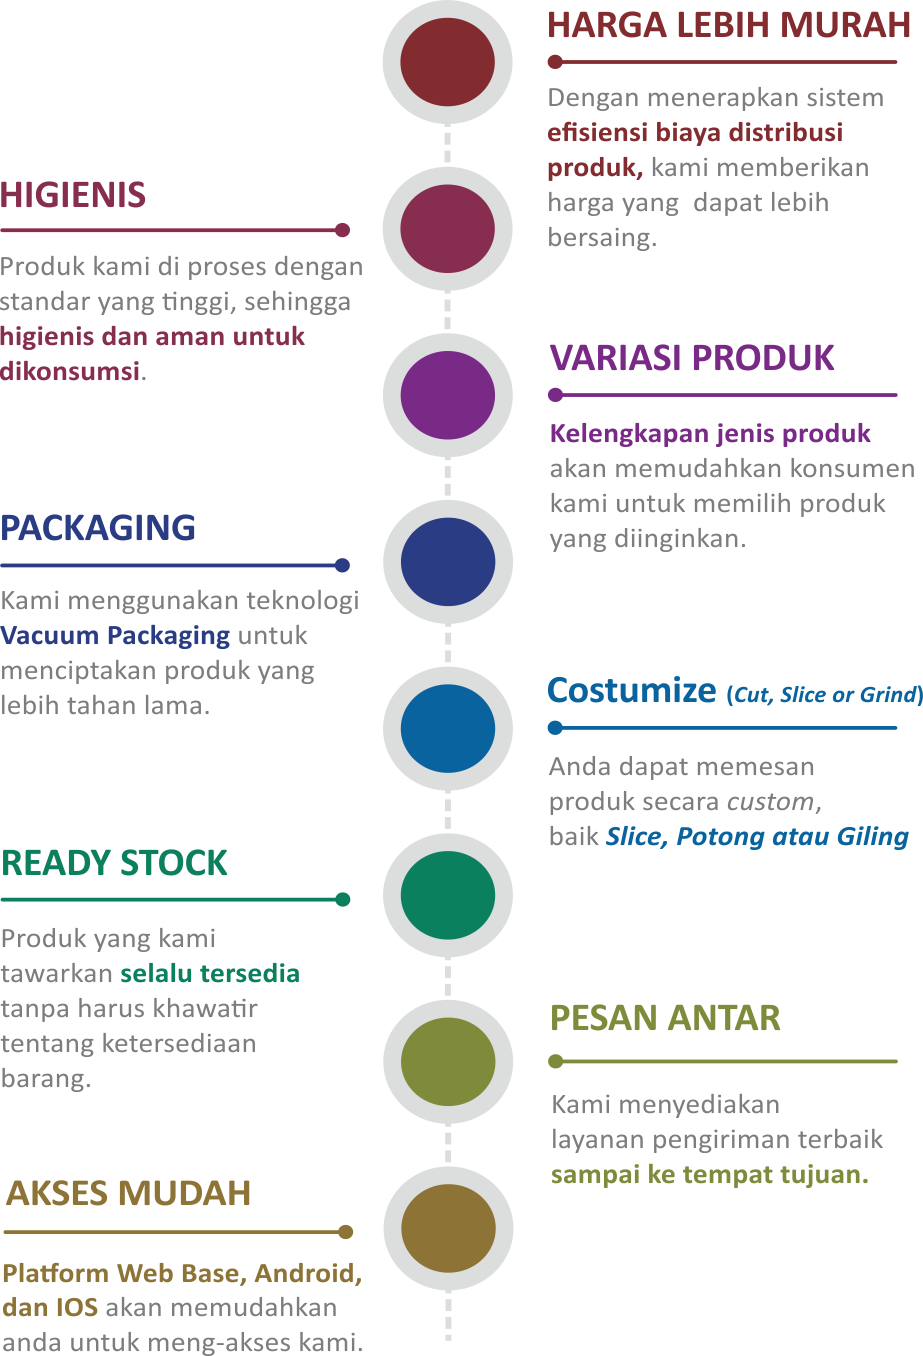 HARGA LEBIH MURAH
Dengan menerapkan sistem
efisiensi biaya distribusi
produk, kami memberikan
harga yang dapat lebih
bersaing.
HIGIENIS
Produk kami di proses dengan
standar yang tinggi, sehingga
higienis dan aman untuk
dikonsumsi.
VARIASI PRODUK
Kelengkapan jenis produk
akan memudahkan konsumen
kami untuk memilih produk
yang diinginkan.
PACKAGING
Kami menggunakan teknologi
Vacuum Packaging untuk
menciptakan produk yang
lebih tahan lama.
Costumize (Cut, Slice or Grind)
Anda dapat memesan
produk secara custom,
baik Slice, Potong atau Giling
READY STOCK
Produk yang kami
tawarkan selalu tersedia
tanpa harus khawatir
tentang ketersediaan
barang.
PESAN ANTAR
Kami menyediakan
layanan pengiriman terbaik
sampai ke tempat tujuan.
AKSES MUDAH
Platform Web Base, Android,
dan IOS akan memudahkan
anda untuk meng-akses kami.